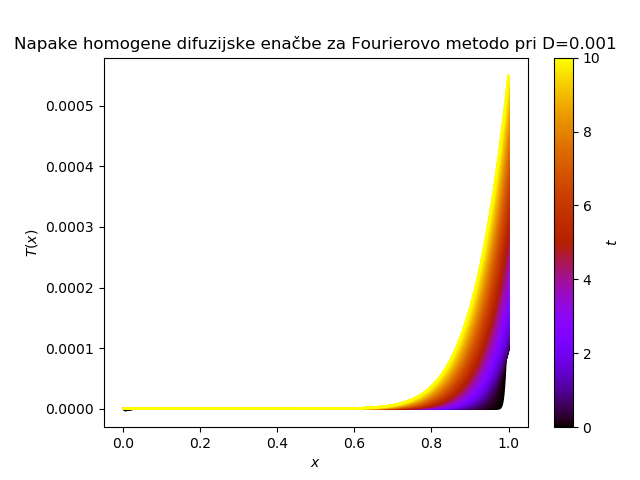 Napake homogene difuzijske enačbe za Fourierovo metodo pri D=0.001
0.0005
0.0004
0.0003
0.0002
0.0001
0.0000
T(x)
0.0 0.2 0.4 0.6 0.8 1.0
x
10
8
6
4
2
0
t